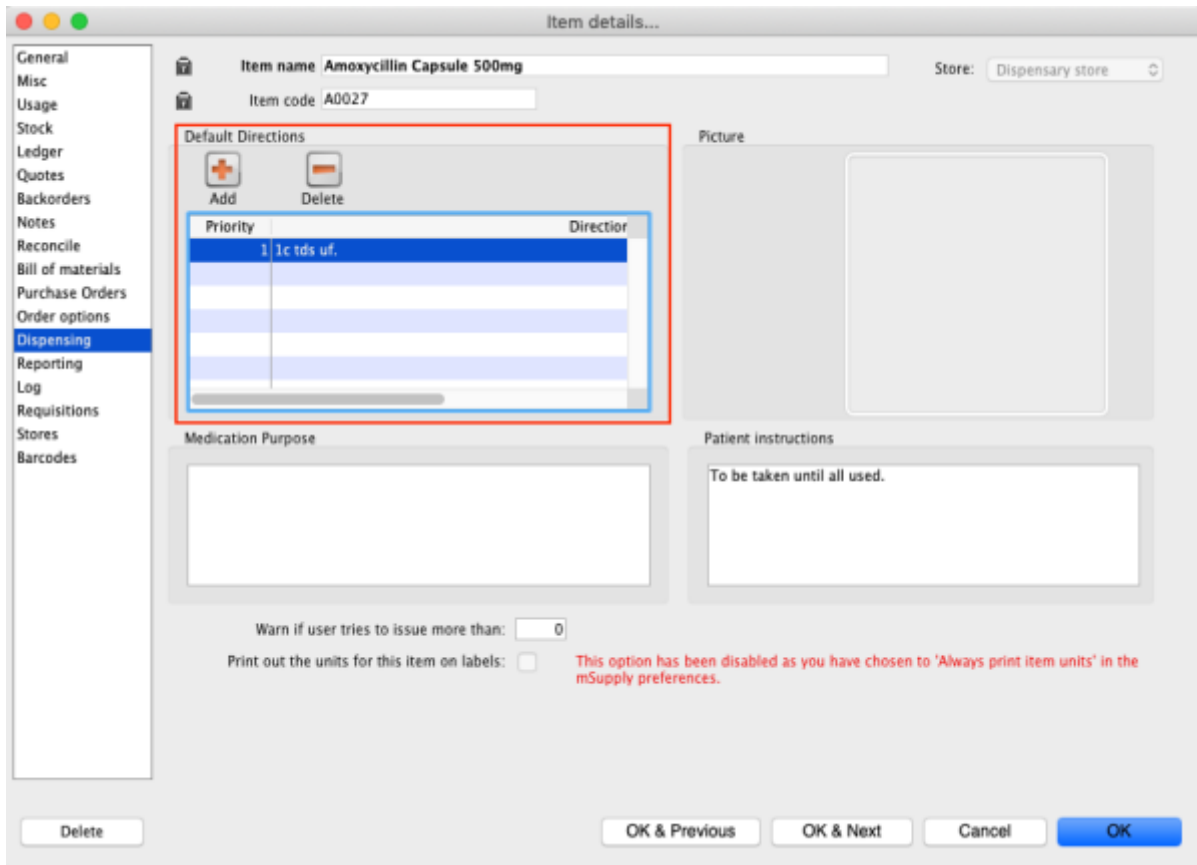 Item details...
General
Misc
Usage
Stock
Ledger
Quotes
Backorders
Notes
Reconcile
Bill of materials
Purchase Orders
Order options
Dispensing
Reporting
Log
Requisitions
Stores
Barcodes
Item name Amoxycillin Capsule 500mg
Store: Dispensary store
Item code A0027
Default Directions
Add Delete
Priority Direction
1 1c tds uf.
Picture
Medication Purpose
Patient instructions
To be taken until all used.
Warn if user tries to issue more than: 0
Print out the units for this item on labels:
This option has been disabled as you have chosen to 'Always print item units' in the
mSupply preferences.
Delete OK & Previous OK & Next Cancel OK